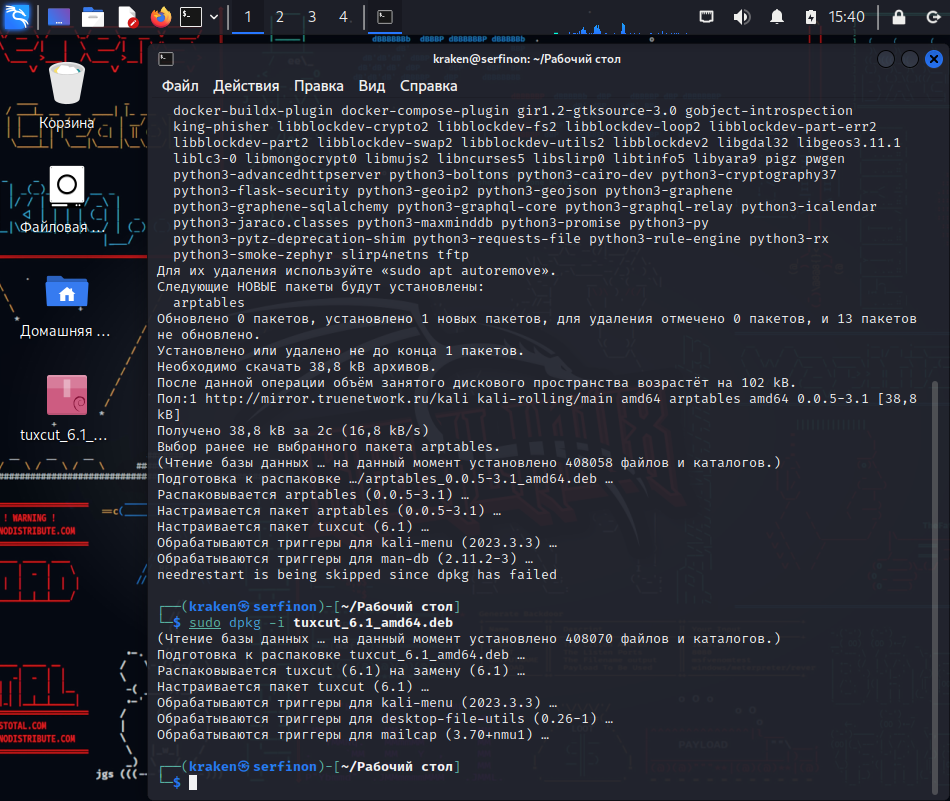 1 2 3 4 15:40
kraken@serfinon: ~/Рабочий стол
Файл Действия Правка Вид Справка
Корзина
Файловая ...
Домашняя ...
tuxcut_6.1_...
! WARNING !
NODISTRIBUTE.COM
STOTAL.COM
NODISTRIBUTE.COM
jgs
docker-buildx-plugin docker-compose-plugin gir1.2-gtksource-3.0 gobject-introspection
king-phisher libblockdev-crypto2 libblockdev-fs2 libblockdev-loop2 libblockdev-part-err2
libblockdev-part2 libblockdev-swap2 libblockdev-utils2 libblockdev2 libgdal32 libgeos3.11.1
liblc3-0 libmongocrypt0 libmujs2 libncurses5 libslirp0 libtinfo5 libyara9 pigz pwgen
python3-advancedhttpserver python3-boltons python3-cairo-dev python3-cryptography37
python3-flask-security python3-geoip2 python3-geojson python3-graphene
python3-graphene-sqlalchemy python3-graphql-core python3-graphql-relay python3-icalendar
python3-jaraco.classes python3-maxminddb python3-promise python3-py
python3-pytz-deprecation-shim python3-requests-file python3-rule-engine python3-rx
python3-smoke-zephyr slirp4netns tftp
Для их удаления используйте «sudo apt autoremove».
Следующие НОВЫЕ пакеты будут установлены:
arptables
Обновлено 0 пакетов, установлено 1 новых пакетов, для удаления отмечено 0 пакетов, и 13 пакетов
не обновлено.
Установлено или удалено не до конца 1 пакетов.
Необходимо скачать 38,8 kB архивов.
После данной операции объём занятого дискового пространства возрастёт на 102 kB.
Пол:1 http://mirror.truenetwork.ru/kali kali-rolling/main amd64 arptables amd64 0.0.5-3.1 [38,8
kB]
Получено 38,8 kB за 2с (16,8 kB/s)
Выбор ранее не выбранного пакета arptables.
(Чтение базы данных … на данный момент установлено 408058 файлов и каталогов.)
Подготовка к распаковке …/arptables_0.0.5-3.1_amd64.deb …
Распаковывается arptables (0.0.5-3.1) …
Настраивается пакет arptables (0.0.5-3.1) …
Настраивается пакет tuxcut (6.1) …
Обрабатываются триггеры для kali-menu (2023.3.3) …
Обрабатываются триггеры для man-db (2.11.2-3) …
needrestart is being skipped since dpkg has failed
┌──(kraken㉿serfinon)-[~/Рабочий стол]
└─$ sudo dpkg -i tuxcut_6.1_amd64.deb
(Чтение базы данных … на данный момент установлено 408070 файлов и каталогов.)
Подготовка к распаковке tuxcut_6.1_amd64.deb …
Распаковывается tuxcut (6.1) на замену (6.1) …
Настраивается пакет tuxcut (6.1) …
Обрабатываются триггеры для kali-menu (2023.3.3) …
Обрабатываются триггеры для desktop-file-utils (0.26-1) …
Обрабатываются триггеры для mailcap (3.70+nmu1) …
┌──(kraken㉿serfinon)-[~/Рабочий стол]
└─$